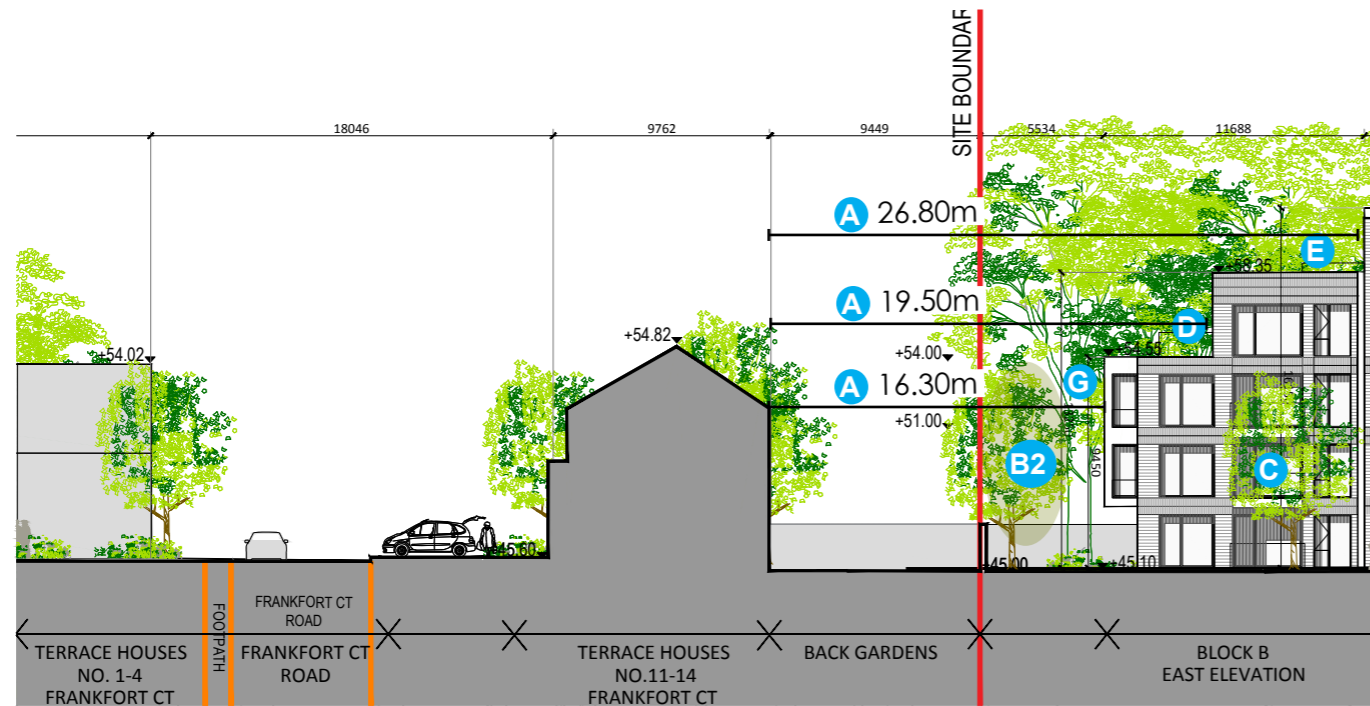 SITE BOUNDAR
18046
9762
9449
5534
11688
A 26.80m
E
+58.35
A 19.50m
D
+54.82
+54.02
+54.00
+54.65
A 16.30m
G
+51.00
B2
9450
C
+45.60
+45.00
+45.10
FRANKFORT CT
ROAD
FOOTPATH
TERRACE HOUSES
NO. 1-4
FRANKFORT CT
FRANKFORT CT
ROAD
TERRACE HOUSES
NO.11-14
FRANKFORT CT
BACK GARDENS
BLOCK B
EAST ELEVATION